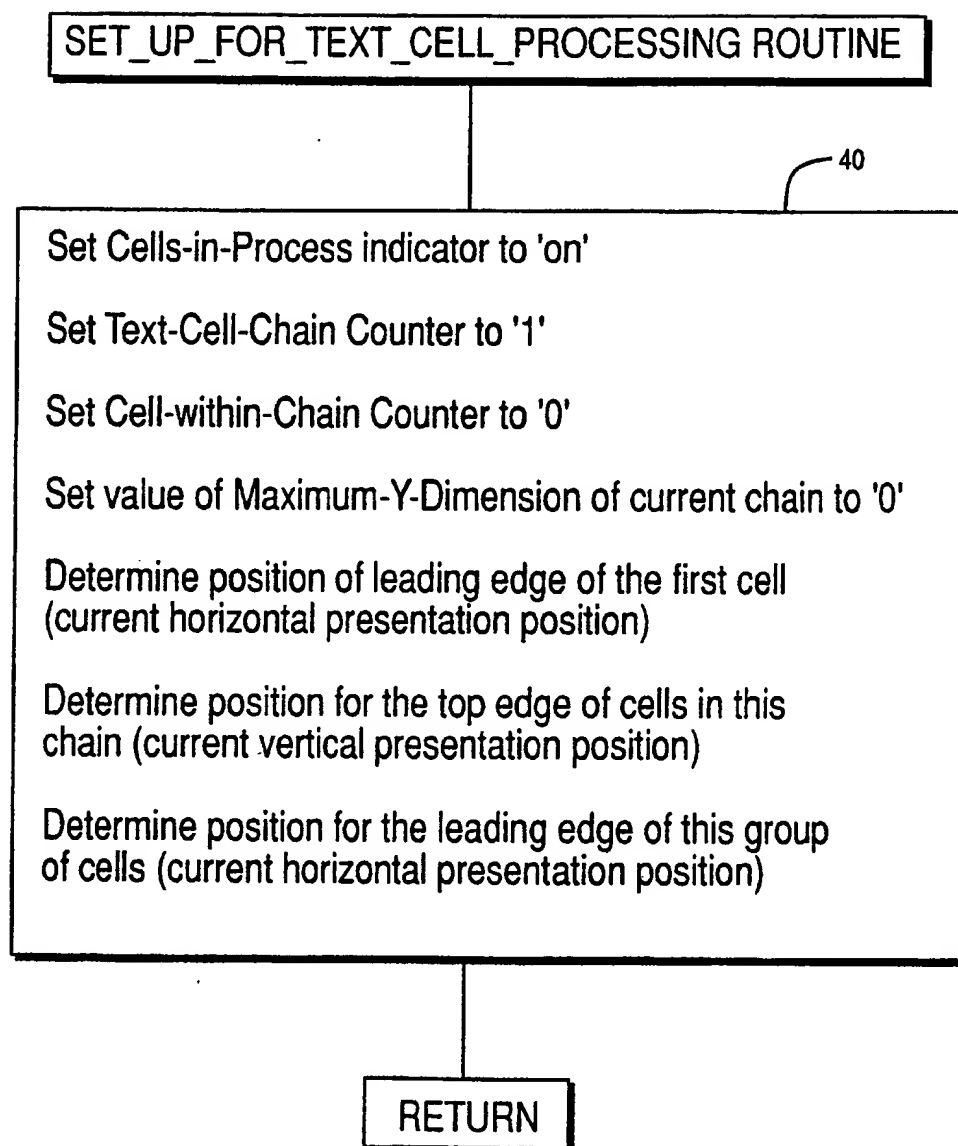 SET_UP_FOR_TEXT_CELL_PROCESSING ROUTINE
40
Set Cells-in-Process indicator to 'on'
Set Text-Cell-Chain Counter to '1'
Set Cell-within-Chain Counter to '0'
Set value of Maximum-Y-Dimension of current chain to '0'
Determine position of leading edge of the first cell
(current horizontal presentation position)
Determine position for the top edge of cells in this
chain (current vertical presentation position)
Determine position for the leading edge of this group
of cells (current horizontal presentation position)
RETURN